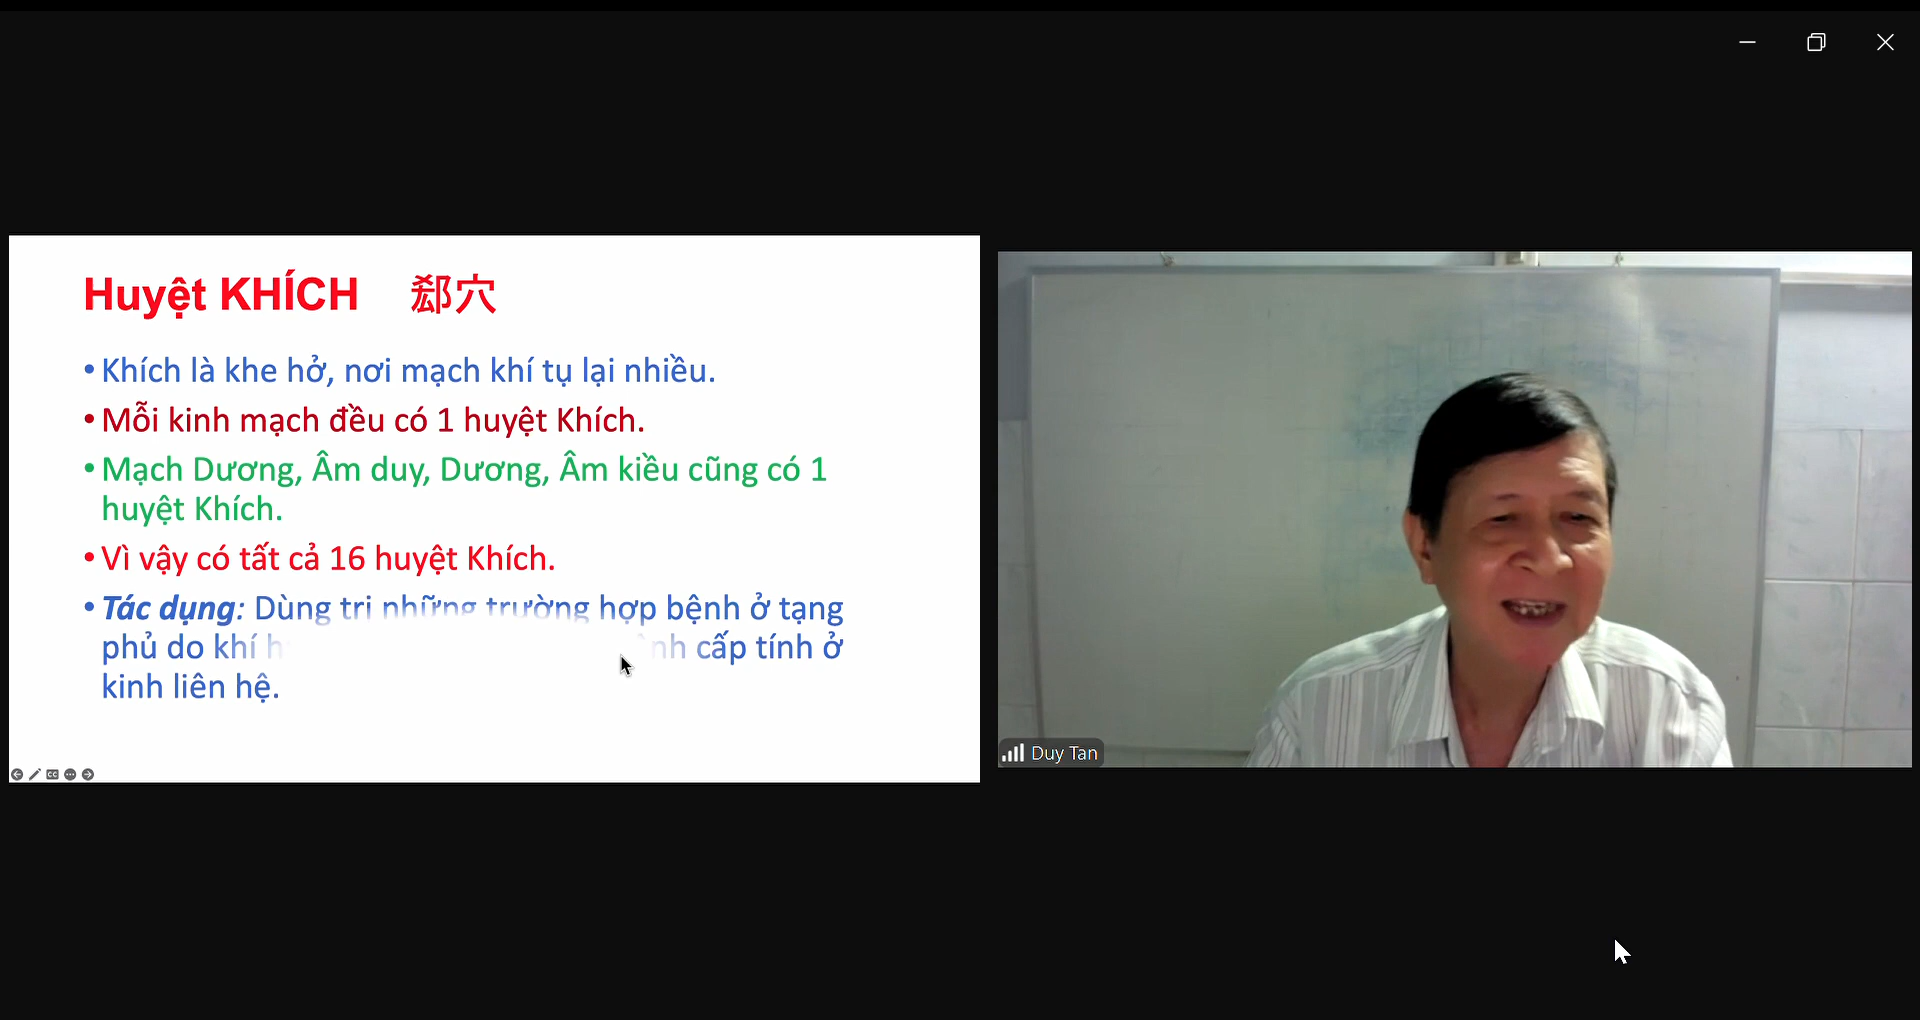 Huyệt KHÍCH 郄穴
• Khích là khe hở, nơi mạch khí tụ lại nhiều.
• Mỗi kinh mạch đều có 1 huyệt Khích.
• Mạch Dương, Âm duy, Dương, Âm kiều cũng có 1
huyệt Khích.
• Vì vậy có tất cả 16 huyệt Khích.
• Tác dụng: Dùng trị những trường hợp bệnh ở tạng
phủ do khí cấp tính ở
kinh liên hệ.
Duy Tan